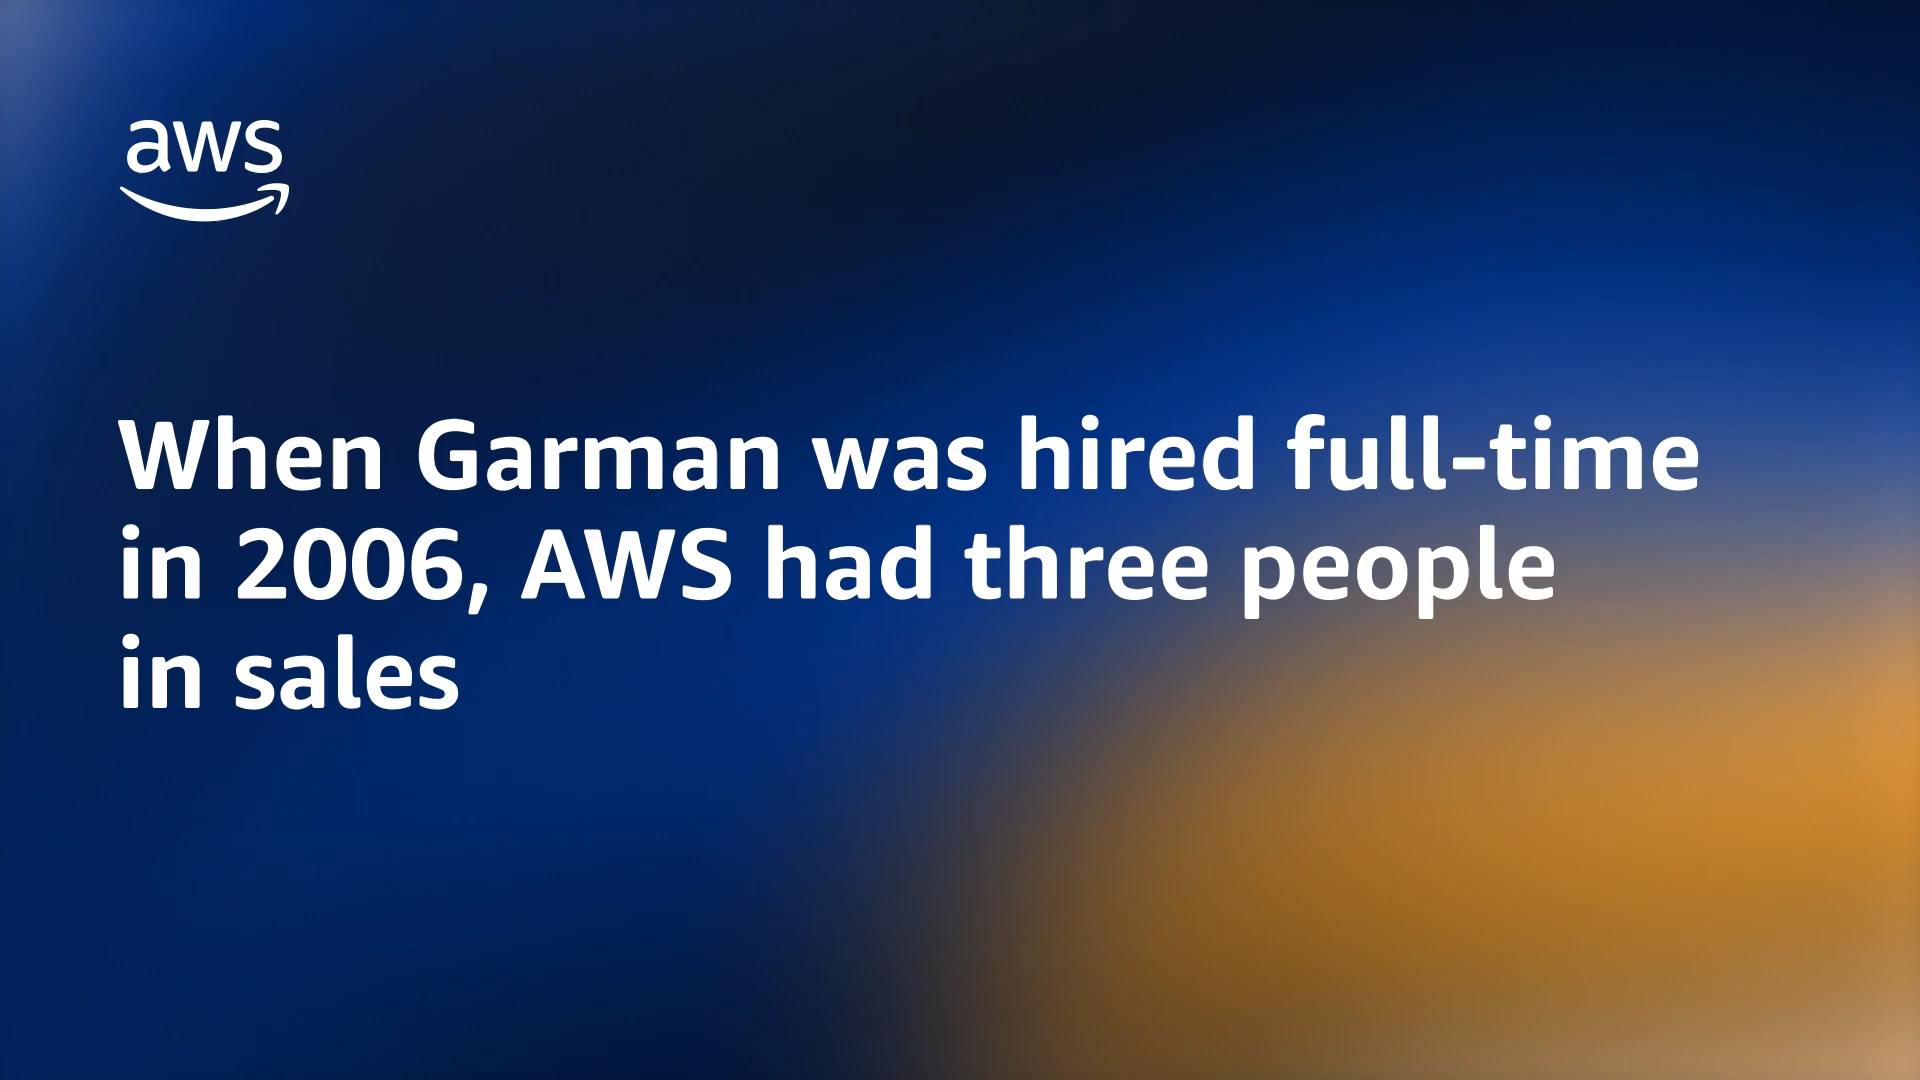 aws
When Garman was hired full-time
in 2006, AWS had three people
in sales